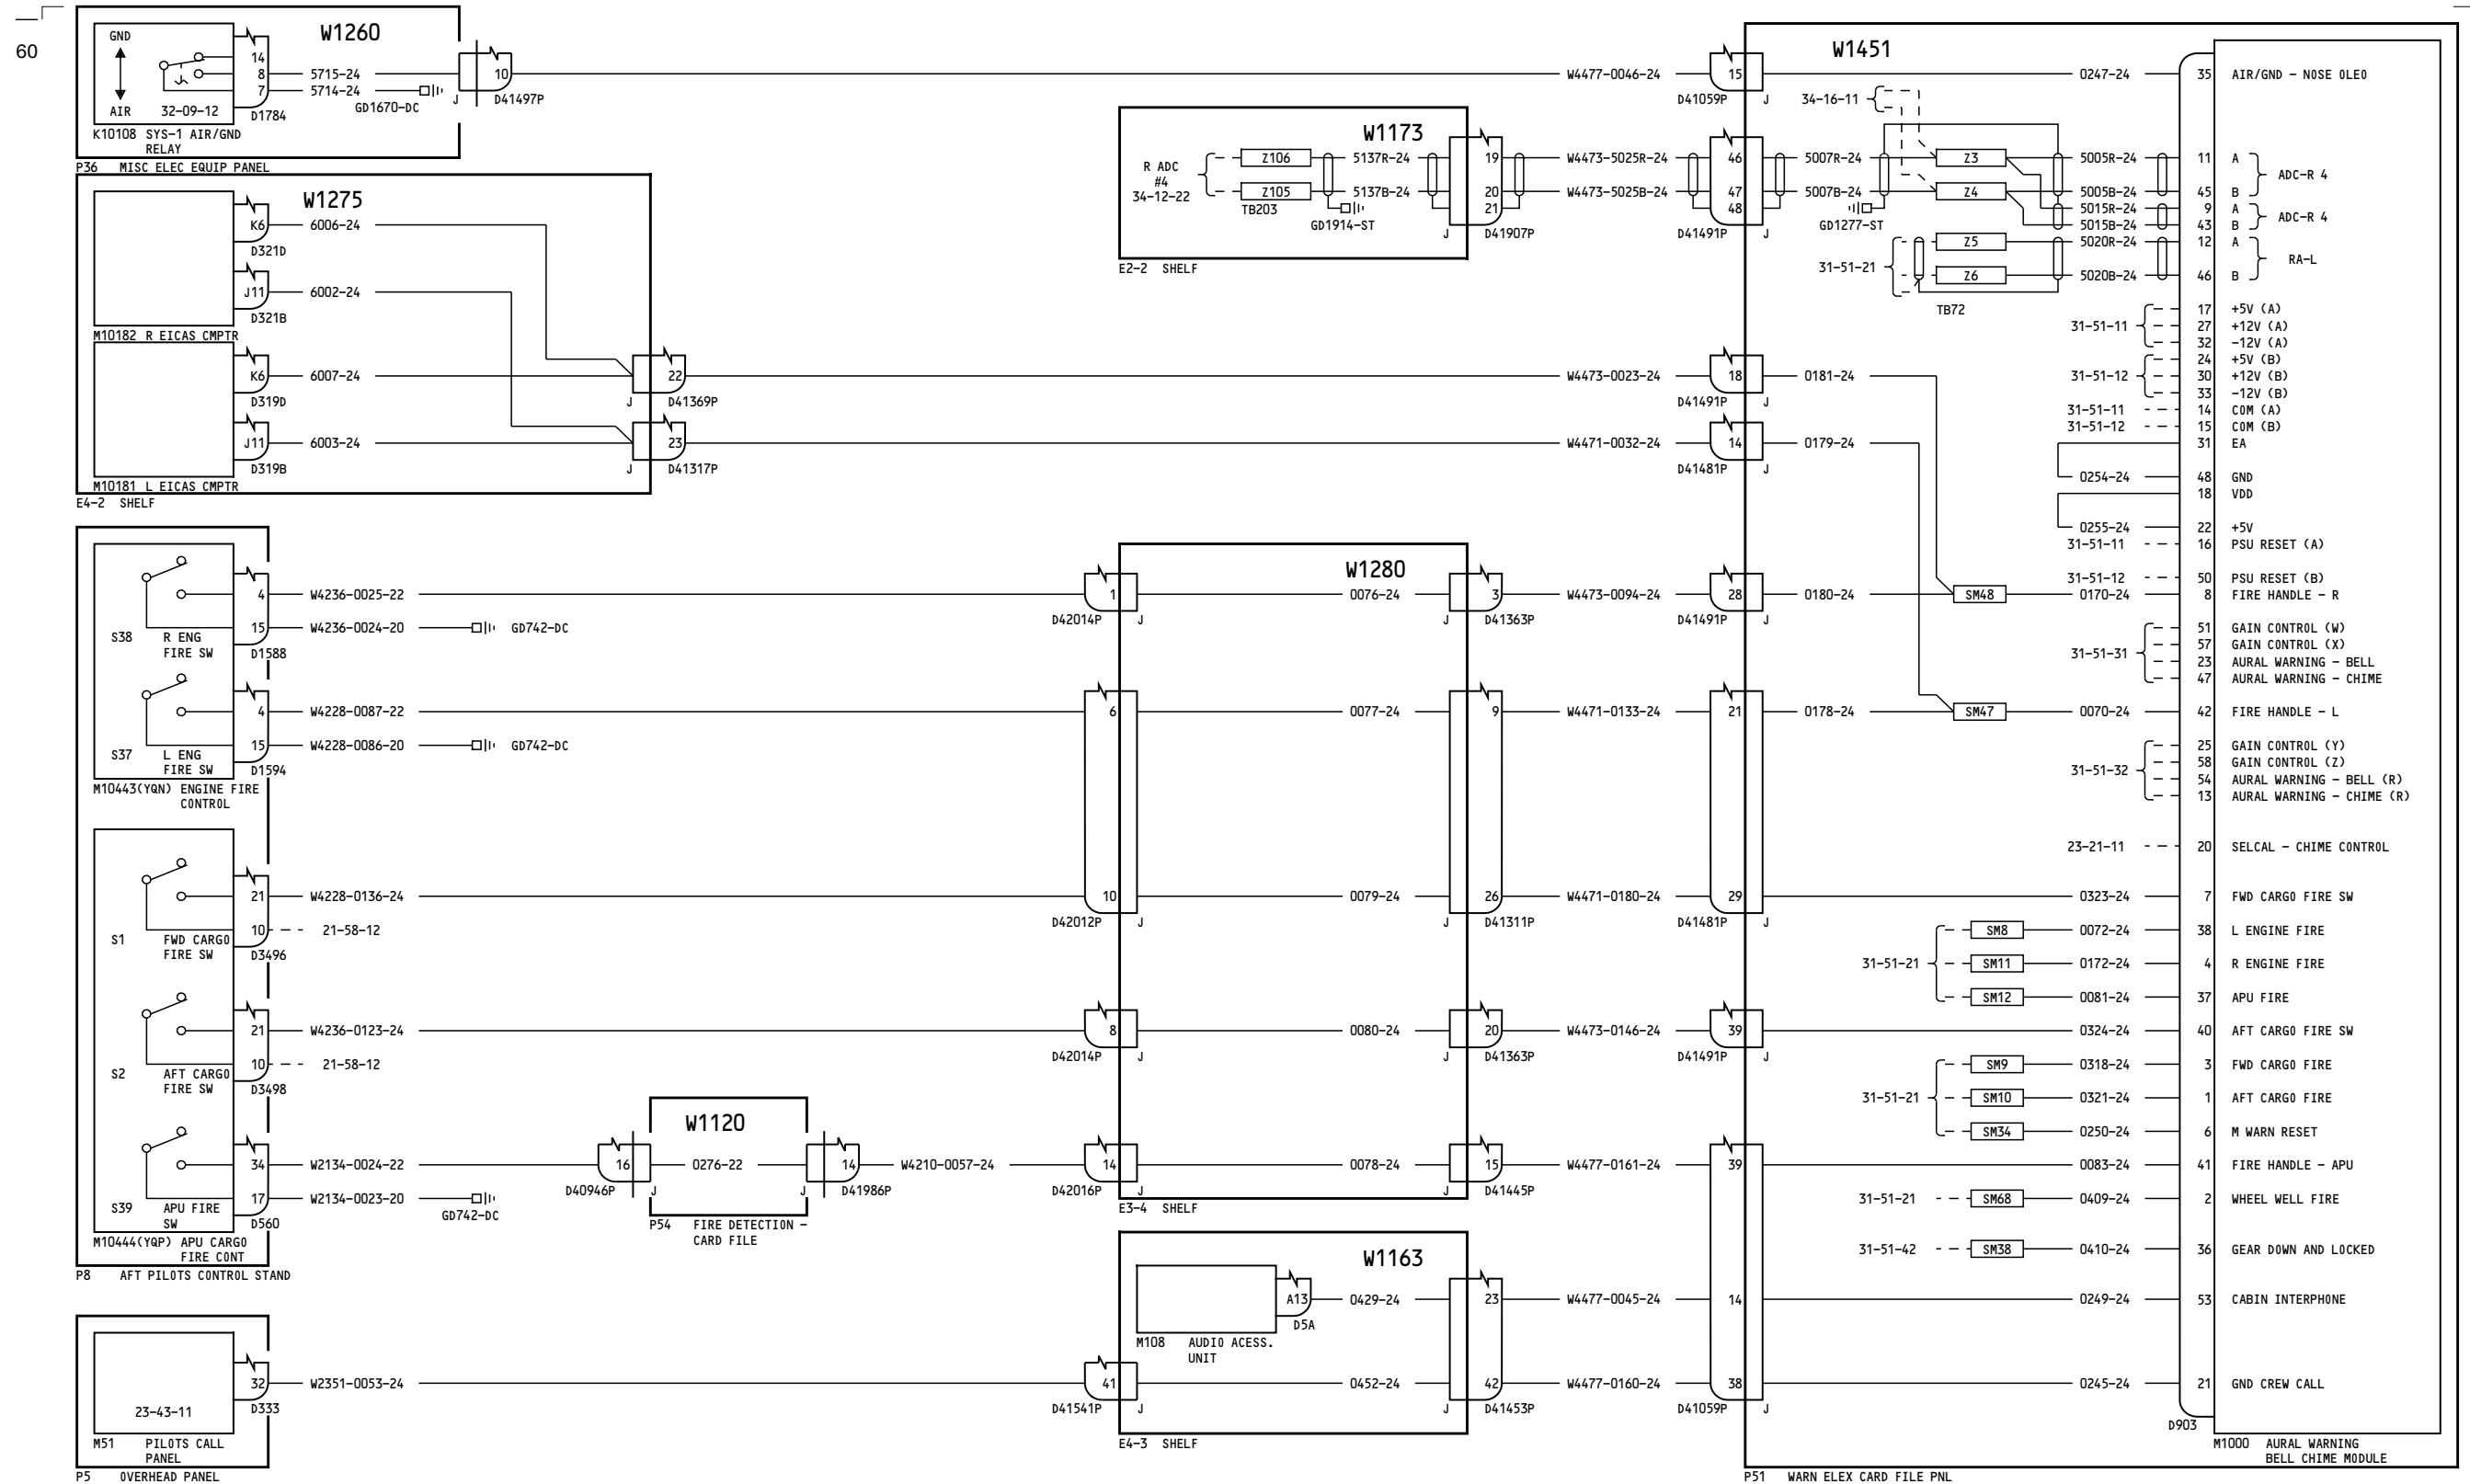 60
W1260
GND
AIR
32-09-12
14
8
7
5715-24
5714-24
GD1670-DC
D1784
10
J
D41497P
K10108 SYS-1 AIR/GND
RELAY
P36 MISC ELEC EQUIP PANEL
W4477-0046-24
15
D41059P
J
W1451
0247-24
35
AIR/GND - NOSE OLEO
34-16-11
W1173
R ADC
#4
34-12-22
Z106
Z105
TB203
5137R-24
5137B-24
GD1914-ST
19
20
21
J
D41907P
E2-2 SHELF
W4473-5025R-24
W4473-5025B-24
46
47
48
D41491P
J
5007R-24
5007B-24
GD1277-ST
Z3
Z4
Z5
Z6
TB72
31-51-21
5005R-24
5005B-24
5015R-24
5015B-24
5020R-24
5020B-24
11 A
45 B
ADC-R 4
9 A
43 B
ADC-R 4
12 A
46 B
RA-L
W1275
K6
6006-24
D321D
J11
6002-24
D321B
M10182 R EICAS CMPTR
K6
6007-24
D319D
J11
6003-24
D319B
M10181 L EICAS CMPTR
E4-2 SHELF
22
J
D41369P
23
J
D41317P
W4473-0023-24
18
D41491P
J
0181-24
W4471-0032-24
14
D41481P
J
0179-24
31-51-11
17 +5V (A)
27 +12V (A)
32 -12V (A)
31-51-12
24 +5V (B)
30 +12V (B)
33 -12V (B)
31-51-11 14 COM (A)
31-51-12 15 COM (B)
31 EA
0254-24 48 GND
18 VDD
0255-24 22 +5V
31-51-11 16 PSU RESET (A)
31-51-12 50 PSU RESET (B)
S38
R ENG
FIRE SW
4
15
D1588
W4236-0025-22
W4236-0024-20
GD742-DC
1
D42014P
J
W1280
0076-24
3
J
D41363P
W4473-0094-24
28
D41491P
J
0180-24
SM48
0170-24
8 FIRE HANDLE - R
31-51-31
51 GAIN CONTROL (W)
57 GAIN CONTROL (X)
23 AURAL WARNING - BELL
47 AURAL WARNING - CHIME
S37
L ENG
FIRE SW
4
15
D1594
W4228-0087-22
W4228-0086-20
GD742-DC
M10443(YQN) ENGINE FIRE
CONTROL
6
0077-24
9
W4471-0133-24
21
0178-24
SM47
0070-24
42 FIRE HANDLE - L
31-51-32
25 GAIN CONTROL (Y)
58 GAIN CONTROL (Z)
54 AURAL WARNING - BELL (R)
13 AURAL WARNING - CHIME (R)
23-21-11 20 SELCAL - CHIME CONTROL
S1
FWD CARGO
FIRE SW
21
10
D3496
W4228-0136-24
21-58-12
10
D42012P
J
0079-24
26
J
D41311P
W4471-0180-24
29
D41481P
J
0323-24
7 FWD CARGO FIRE SW
31-51-21
SM8 0072-24 38 L ENGINE FIRE
SM11 0172-24 4 R ENGINE FIRE
SM12 0081-24 37 APU FIRE
S2
AFT CARGO
FIRE SW
21
10
D3498
W4236-0123-24
21-58-12
8
D42014P
J
0080-24
20
J
D41363P
W4473-0146-24
39
D41491P
J
0324-24
40 AFT CARGO FIRE SW
31-51-21
SM9 0318-24 3 FWD CARGO FIRE
SM10 0321-24 1 AFT CARGO FIRE
SM34 0250-24 6 M WARN RESET
S39
APU FIRE
SW
34
17
D560
W2134-0024-22
W2134-0023-20
GD742-DC
M10444(YQP) APU CARGO
FIRE CONT
P8 AFT PILOTS CONTROL STAND
W1120
16
D40946P
J
0276-22
14
J
D41986P
P54 FIRE DETECTION -
CARD FILE
W4210-0057-24
14
D42016P
J
0078-24
15
J
D41445P
E3-4 SHELF
W4477-0161-24
39
0083-24
41 FIRE HANDLE - APU
31-51-21 SM68 0409-24 2 WHEEL WELL FIRE
31-51-42 SM38 0410-24 36 GEAR DOWN AND LOCKED
W1163
A13
D5A
M108 AUDIO ACESS.
UNIT
0429-24
23
W4477-0045-24
14
0249-24
53 CABIN INTERPHONE
23-43-11
32
D333
M51 PILOTS CALL
PANEL
P5 OVERHEAD PANEL
W2351-0053-24
41
D41541P
J
0452-24
42
J
D41453P
E4-3 SHELF
W4477-0160-24
38
D41059P
J
0245-24
21 GND CREW CALL
D903
M1000 AURAL WARNING
BELL CHIME MODULE
P51 WARN ELEX CARD FILE PNL